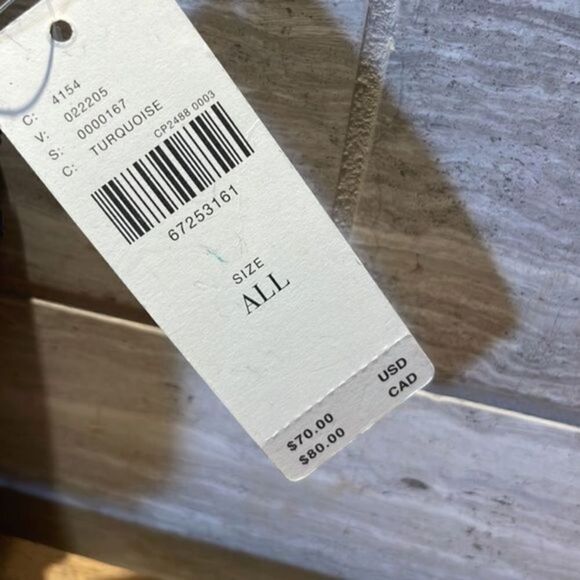 C: 4154
V: 022205
S: 0000167
C: TURQUOISE
CP2488 0003
67253161
SIZE
ALL
$70.00 USD
$80.00 CAD